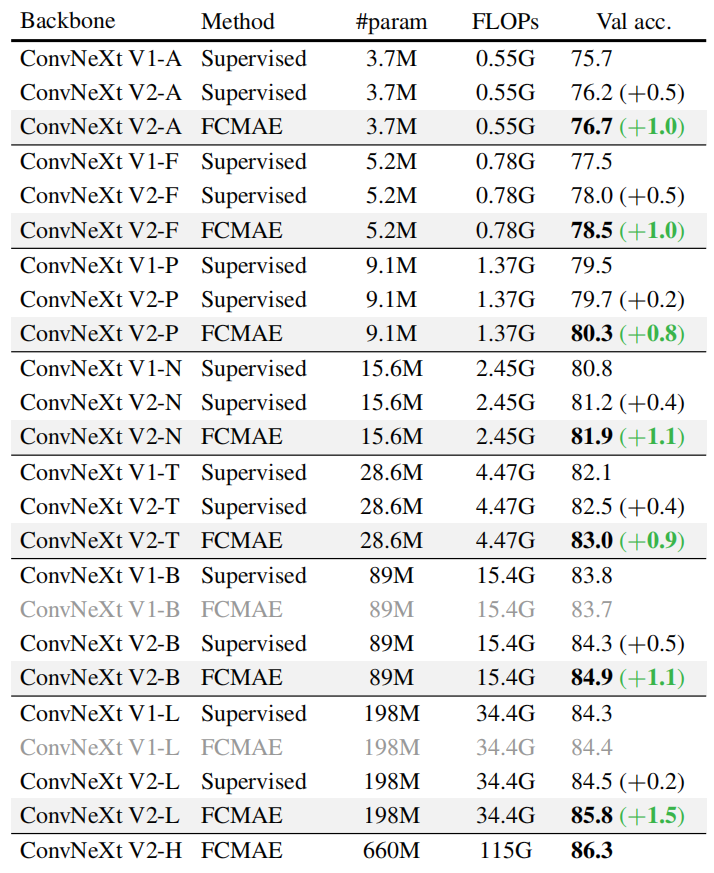 Backbone Method #param FLOPs Val acc.
ConvNeXt V1-A Supervised 3.7M 0.55G 75.7
ConvNeXt V2-A Supervised 3.7M 0.55G 76.2 (+0.5)
ConvNeXt V2-A FCMAE 3.7M 0.55G 76.7 (+1.0)
ConvNeXt V1-F Supervised 5.2M 0.78G 77.5
ConvNeXt V2-F Supervised 5.2M 0.78G 78.0 (+0.5)
ConvNeXt V2-F FCMAE 5.2M 0.78G 78.5 (+1.0)
ConvNeXt V1-P Supervised 9.1M 1.37G 79.5
ConvNeXt V2-P Supervised 9.1M 1.37G 79.7 (+0.2)
ConvNeXt V2-P FCMAE 9.1M 1.37G 80.3 (+0.8)
ConvNeXt V1-N Supervised 15.6M 2.45G 80.8
ConvNeXt V2-N Supervised 15.6M 2.45G 81.2 (+0.4)
ConvNeXt V2-N FCMAE 15.6M 2.45G 81.9 (+1.1)
ConvNeXt V1-T Supervised 28.6M 4.47G 82.1
ConvNeXt V2-T Supervised 28.6M 4.47G 82.5 (+0.4)
ConvNeXt V2-T FCMAE 28.6M 4.47G 83.0 (+0.9)
ConvNeXt V1-B Supervised 89M 15.4G 83.8
ConvNeXt V1-B FCMAE 89M 15.4G 83.7
ConvNeXt V2-B Supervised 89M 15.4G 84.3 (+0.5)
ConvNeXt V2-B FCMAE 89M 15.4G 84.9 (+1.1)
ConvNeXt V1-L Supervised 198M 34.4G 84.3
ConvNeXt V1-L FCMAE 198M 34.4G 84.4
ConvNeXt V2-L Supervised 198M 34.4G 84.5 (+0.2)
ConvNeXt V2-L FCMAE 198M 34.4G 85.8 (+1.5)
ConvNeXt V2-H FCMAE 660M 115G 86.3